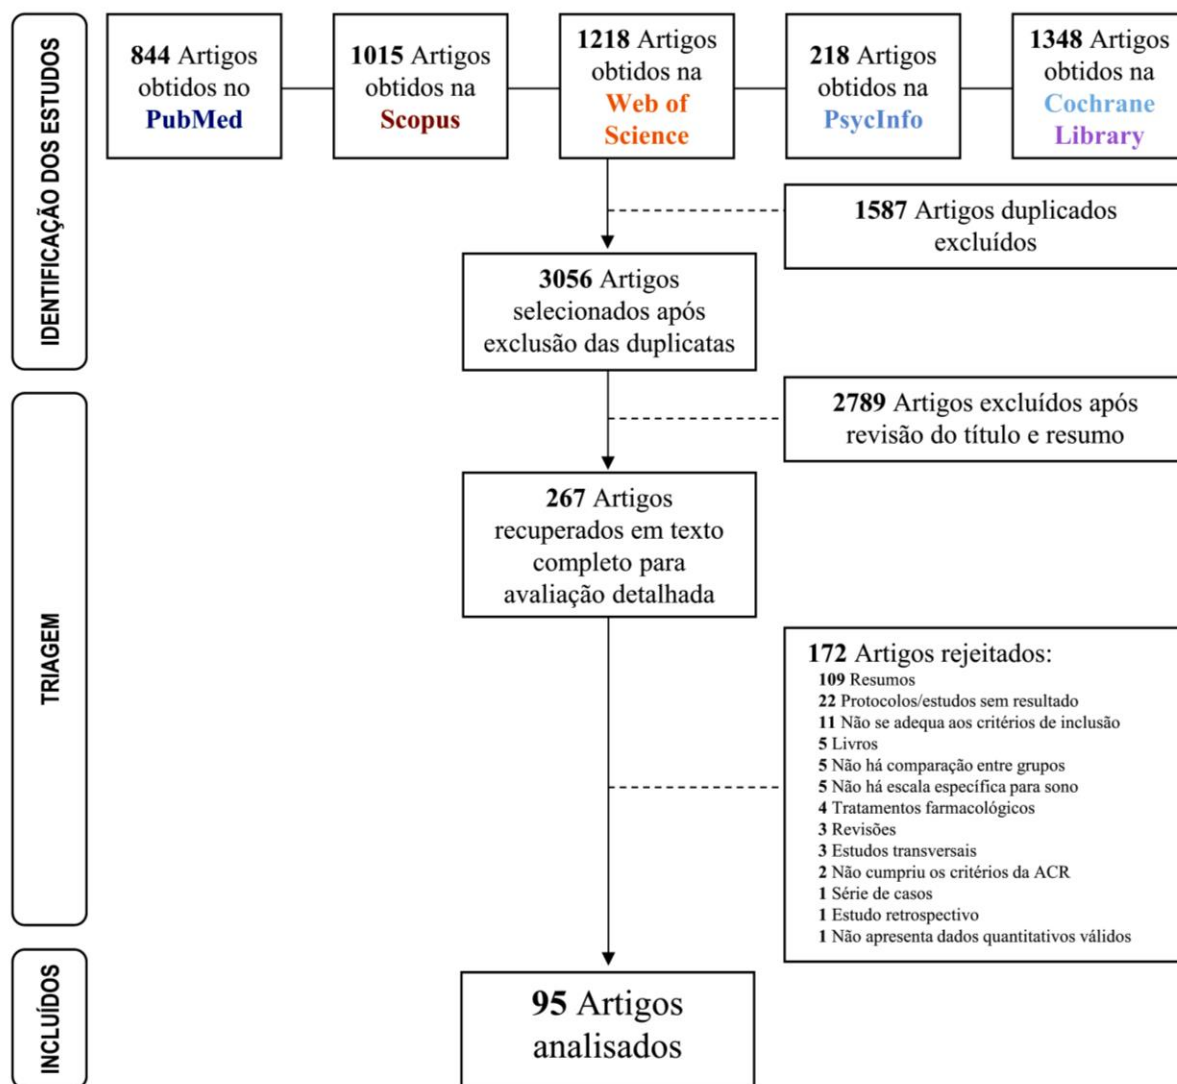 IDENTIFICAÇÃO DOS ESTUDOS
844 Artigos
obtidos no
PubMed
1015 Artigos
obtidos na
Scopus
1218 Artigos
obtidos na
Web of
Science
218 Artigos
obtidos na
PsycInfo
1348 Artigos
obtidos na
Cochrane
Library
1587 Artigos duplicados
excluídos
3056 Artigos
selecionados após
exclusão das duplicatas
TRIAGEM
2789 Artigos excluídos após
revisão do título e resumo
267 Artigos
recuperados em texto
completo para
avaliação detalhada
172 Artigos rejeitados:
109 Resumos
22 Protocolos/estudos sem resultado
11 Não se adequa aos critérios de inclusão
5 Livros
5 Não há comparação entre grupos
5 Não há escala específica para sono
4 Tratamentos farmacológicos
3 Revisões
3 Estudos transversais
2 Não cumpriu os critérios da ACR
1 Série de casos
1 Estudo retrospectivo
1 Não apresenta dados quantitativos válidos
INCLUÍDOS
95 Artigos
analisados